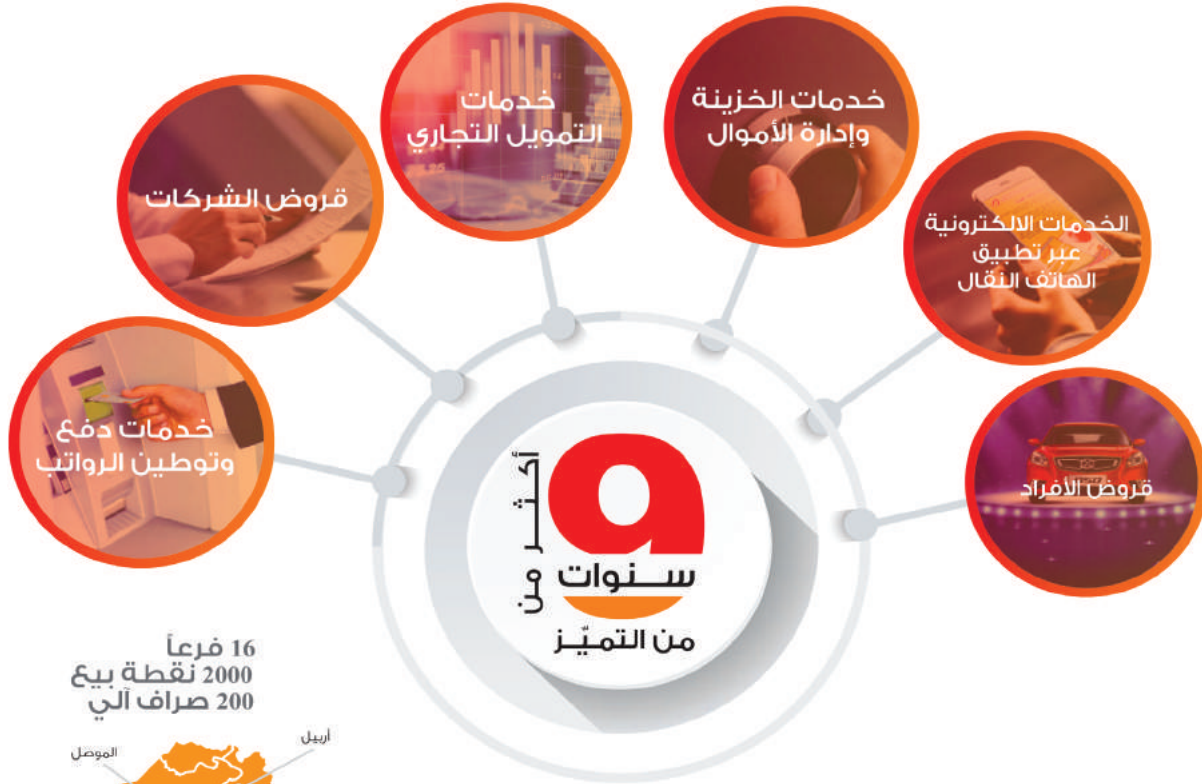 خدمات الخزينة
وإدارة الأموال
خدمات
التمويل التجاري
قروض الشركات
الخدمات الالكترونية
عبر تطبيق
الهاتف النقال
خدمات دفع
وتوطين الرواتب
قروض الأفراد
أكثر من
9
سنوات
من التميّز
16 فرعاً
2000 نقطة بيع
200 صراف آلي
أربيل
الموصل